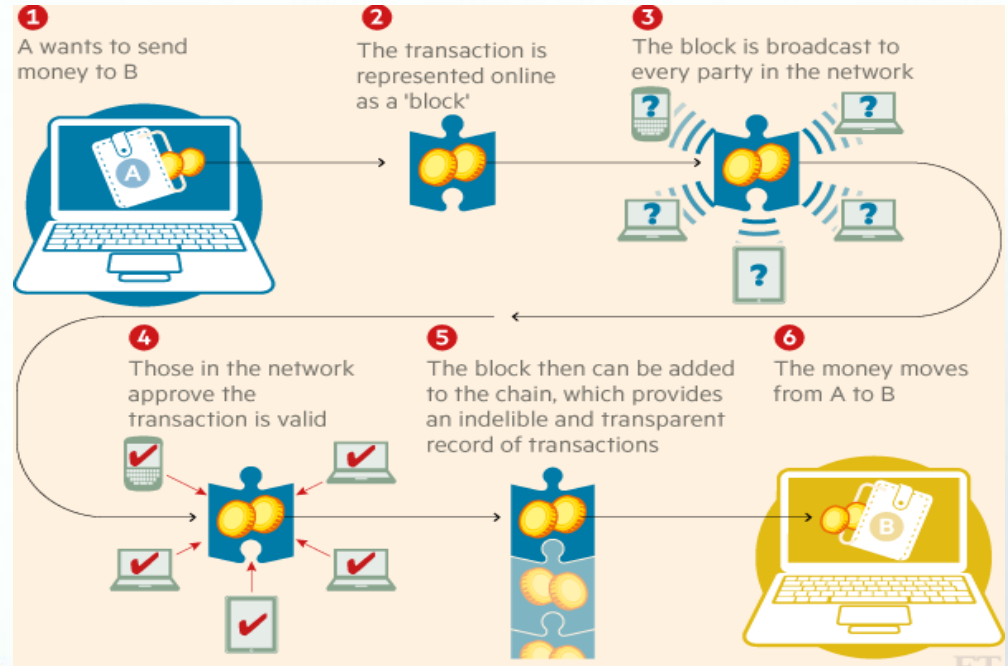 1
A wants to send
money to B
2
The transaction is
represented online
as a 'block'
3
The block is broadcast to
every party in the network
A
?
?
?
?
?
4
Those in the network
approve the
transaction is valid
5
The block then can be added
to the chain, which provides
an indelible and transparent
record of transactions
6
The money moves
from A to B
B
FT